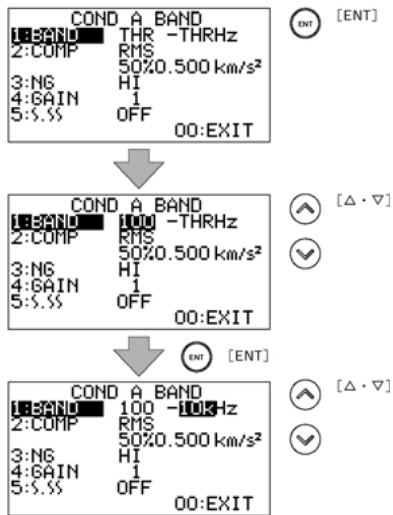 COND A BAND
1:BAND THR -THRHz
2:COMP RMS
50%0.500 km/s²
3:NG HI
4:GAIN 1
5:S.SS OFF
00:EXIT
ENT [ENT]
COND A BAND
1:BAND 100 -THRHz
2:COMP RMS
50%0.500 km/s²
3:NG HI
4:GAIN 1
5:S.SS OFF
00:EXIT
[△・▽]
ENT [ENT]
COND A BAND
1:BAND 100 -10kHz
2:COMP RMS
50%0.500 km/s²
3:NG HI
4:GAIN 1
5:S.SS OFF
00:EXIT
[△・▽]